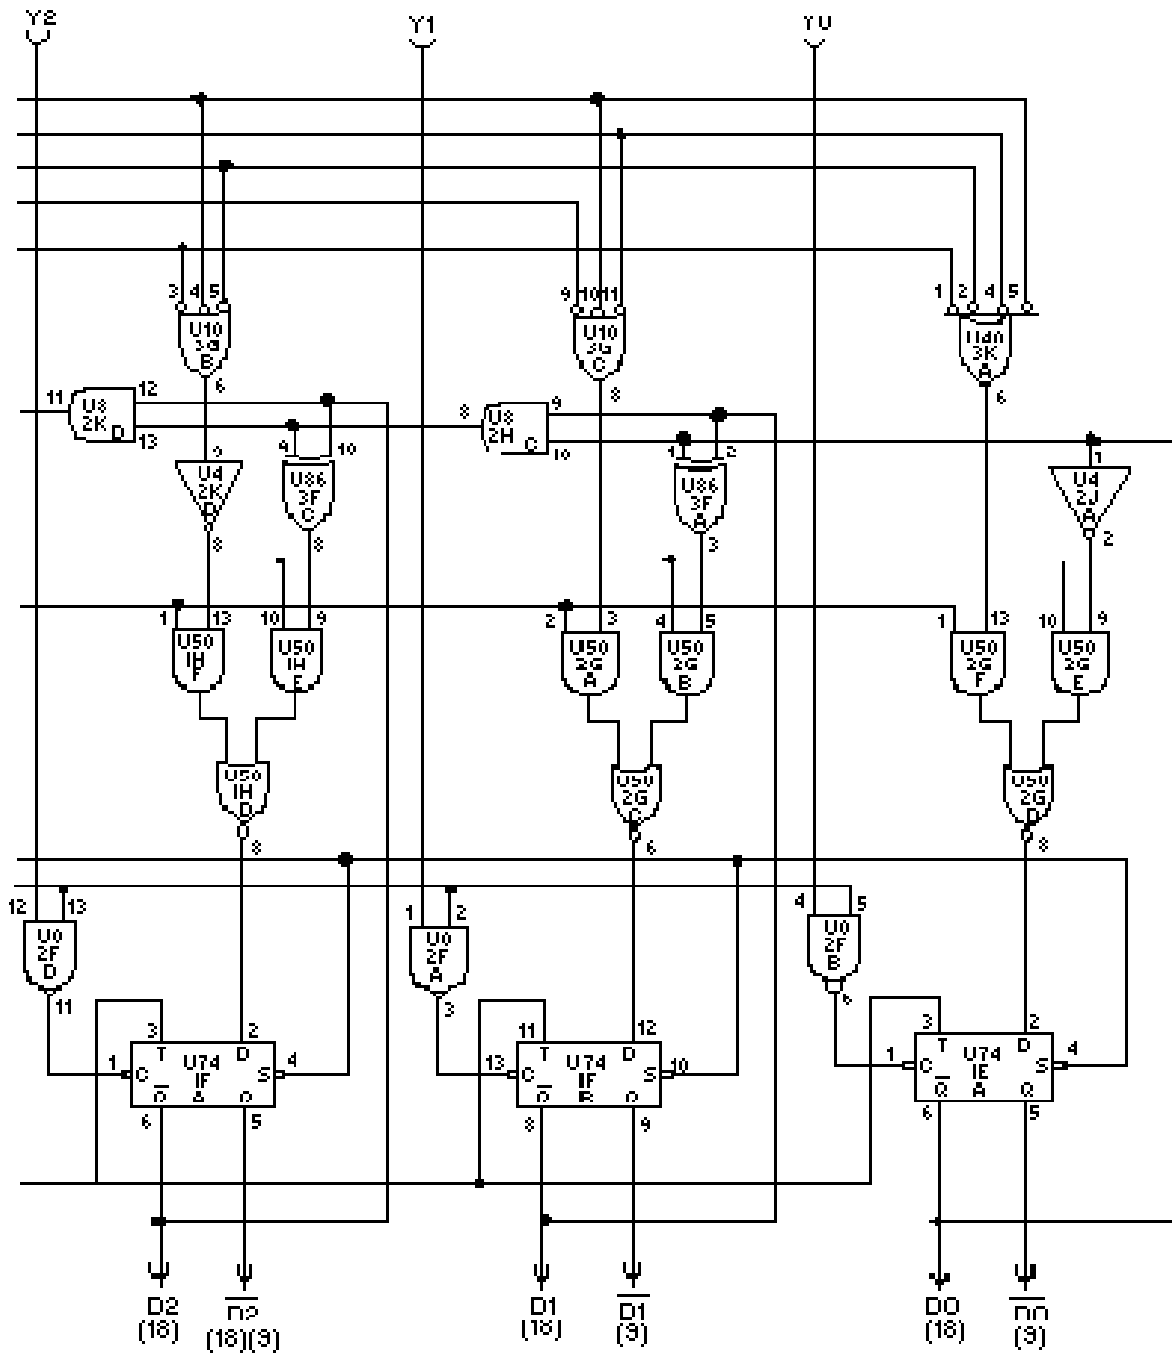 Y2 Y1 Y0
3 4 5 9 10 11 1 2 4 5
U10 U10 U40
3G 3G 3K
B C A
6 8 6
11 12 8 9
U8 U8
2K D 2H C
13 9 10 10 1 2 1
U4 U86 U86 U4
2K 3F 3F 2J
D C A A
8 8 3 2
1 13 10 9 2 3 4 5 1 13 10 9
U50 U50 U50 U50 U50 U50
1H 1H 2G 2G 2G 2G
F E A B F E
U50 U50 U50
1H 2G 2G
D C D
8 6 8
12 13 1 2 4 5
U0 U0 U0
2F 2F 2F
D A B
11 3 6
3 2 11 12 3 2
T D T D T D
1 C U74 S 4 13 C U74 S 10 1 C U74 S 4
1F 1F 1E
Q̅ A Q Q̅ B Q Q̅ A Q
6 5 8 9 6 5
D2 D̅2̅ D1 D̅1̅ D0 D̅0̅
(18) (18)(9) (18) (9) (18) (9)